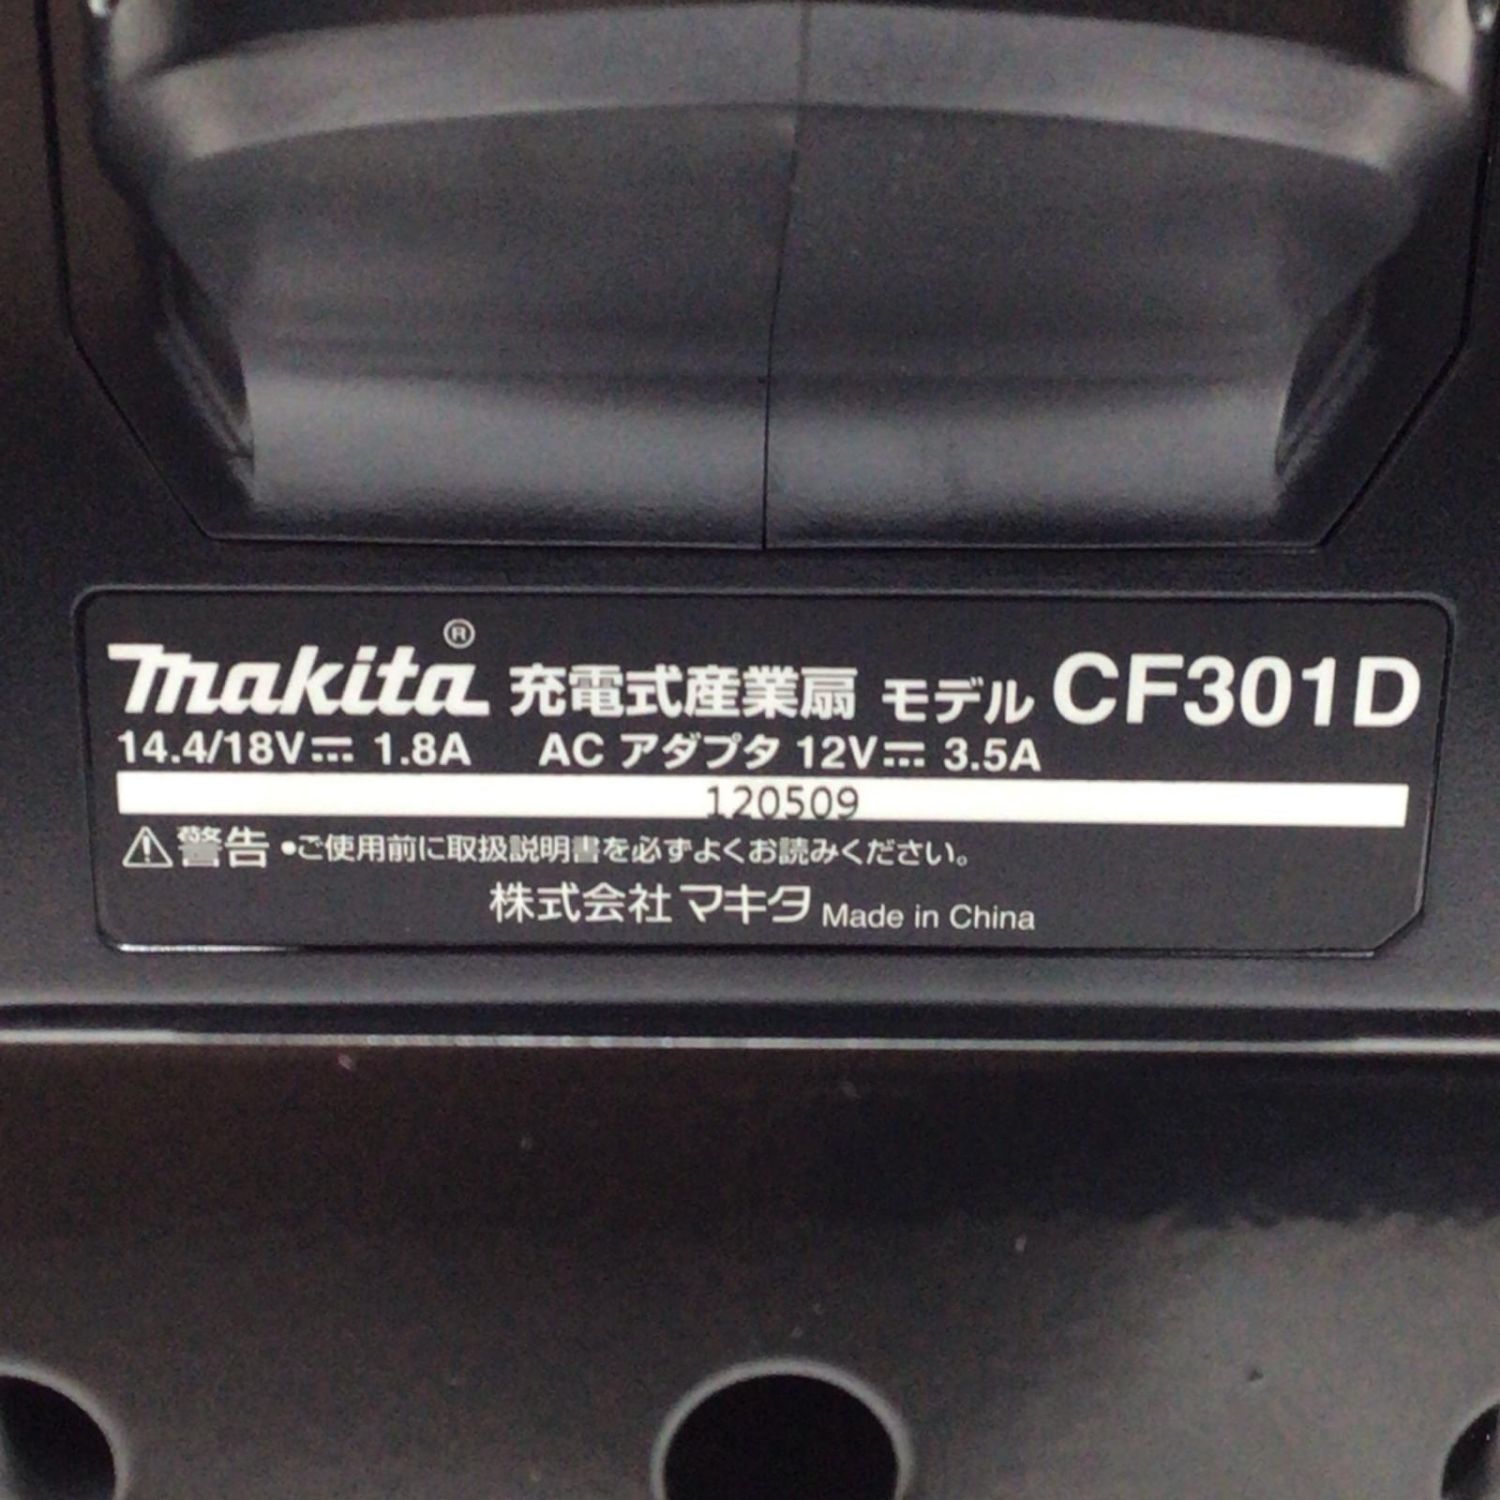 makita® 充電式産業扇 モデル CF301D
14.4/18V⎓ 1.8A AC アダプタ 12V⎓ 3.5A
120509
⚠警告 •ご使用前に取扱説明書を必ずよくお読みください。
株式会社マキタ Made in China